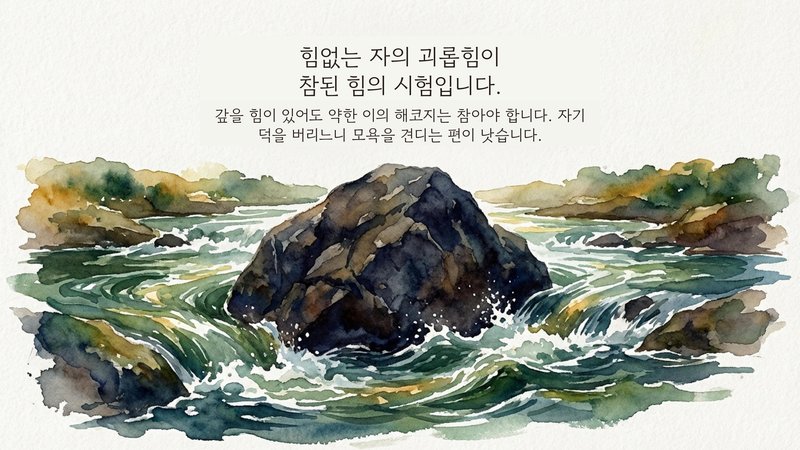 힘없는 자의 괴롭힘이
참된 힘의 시험입니다.
갚을 힘이 있어도 약한 이의 해코지는 참아야 합니다. 자기
덕을 버리느니 모욕을 견디는 편이 낫습니다.